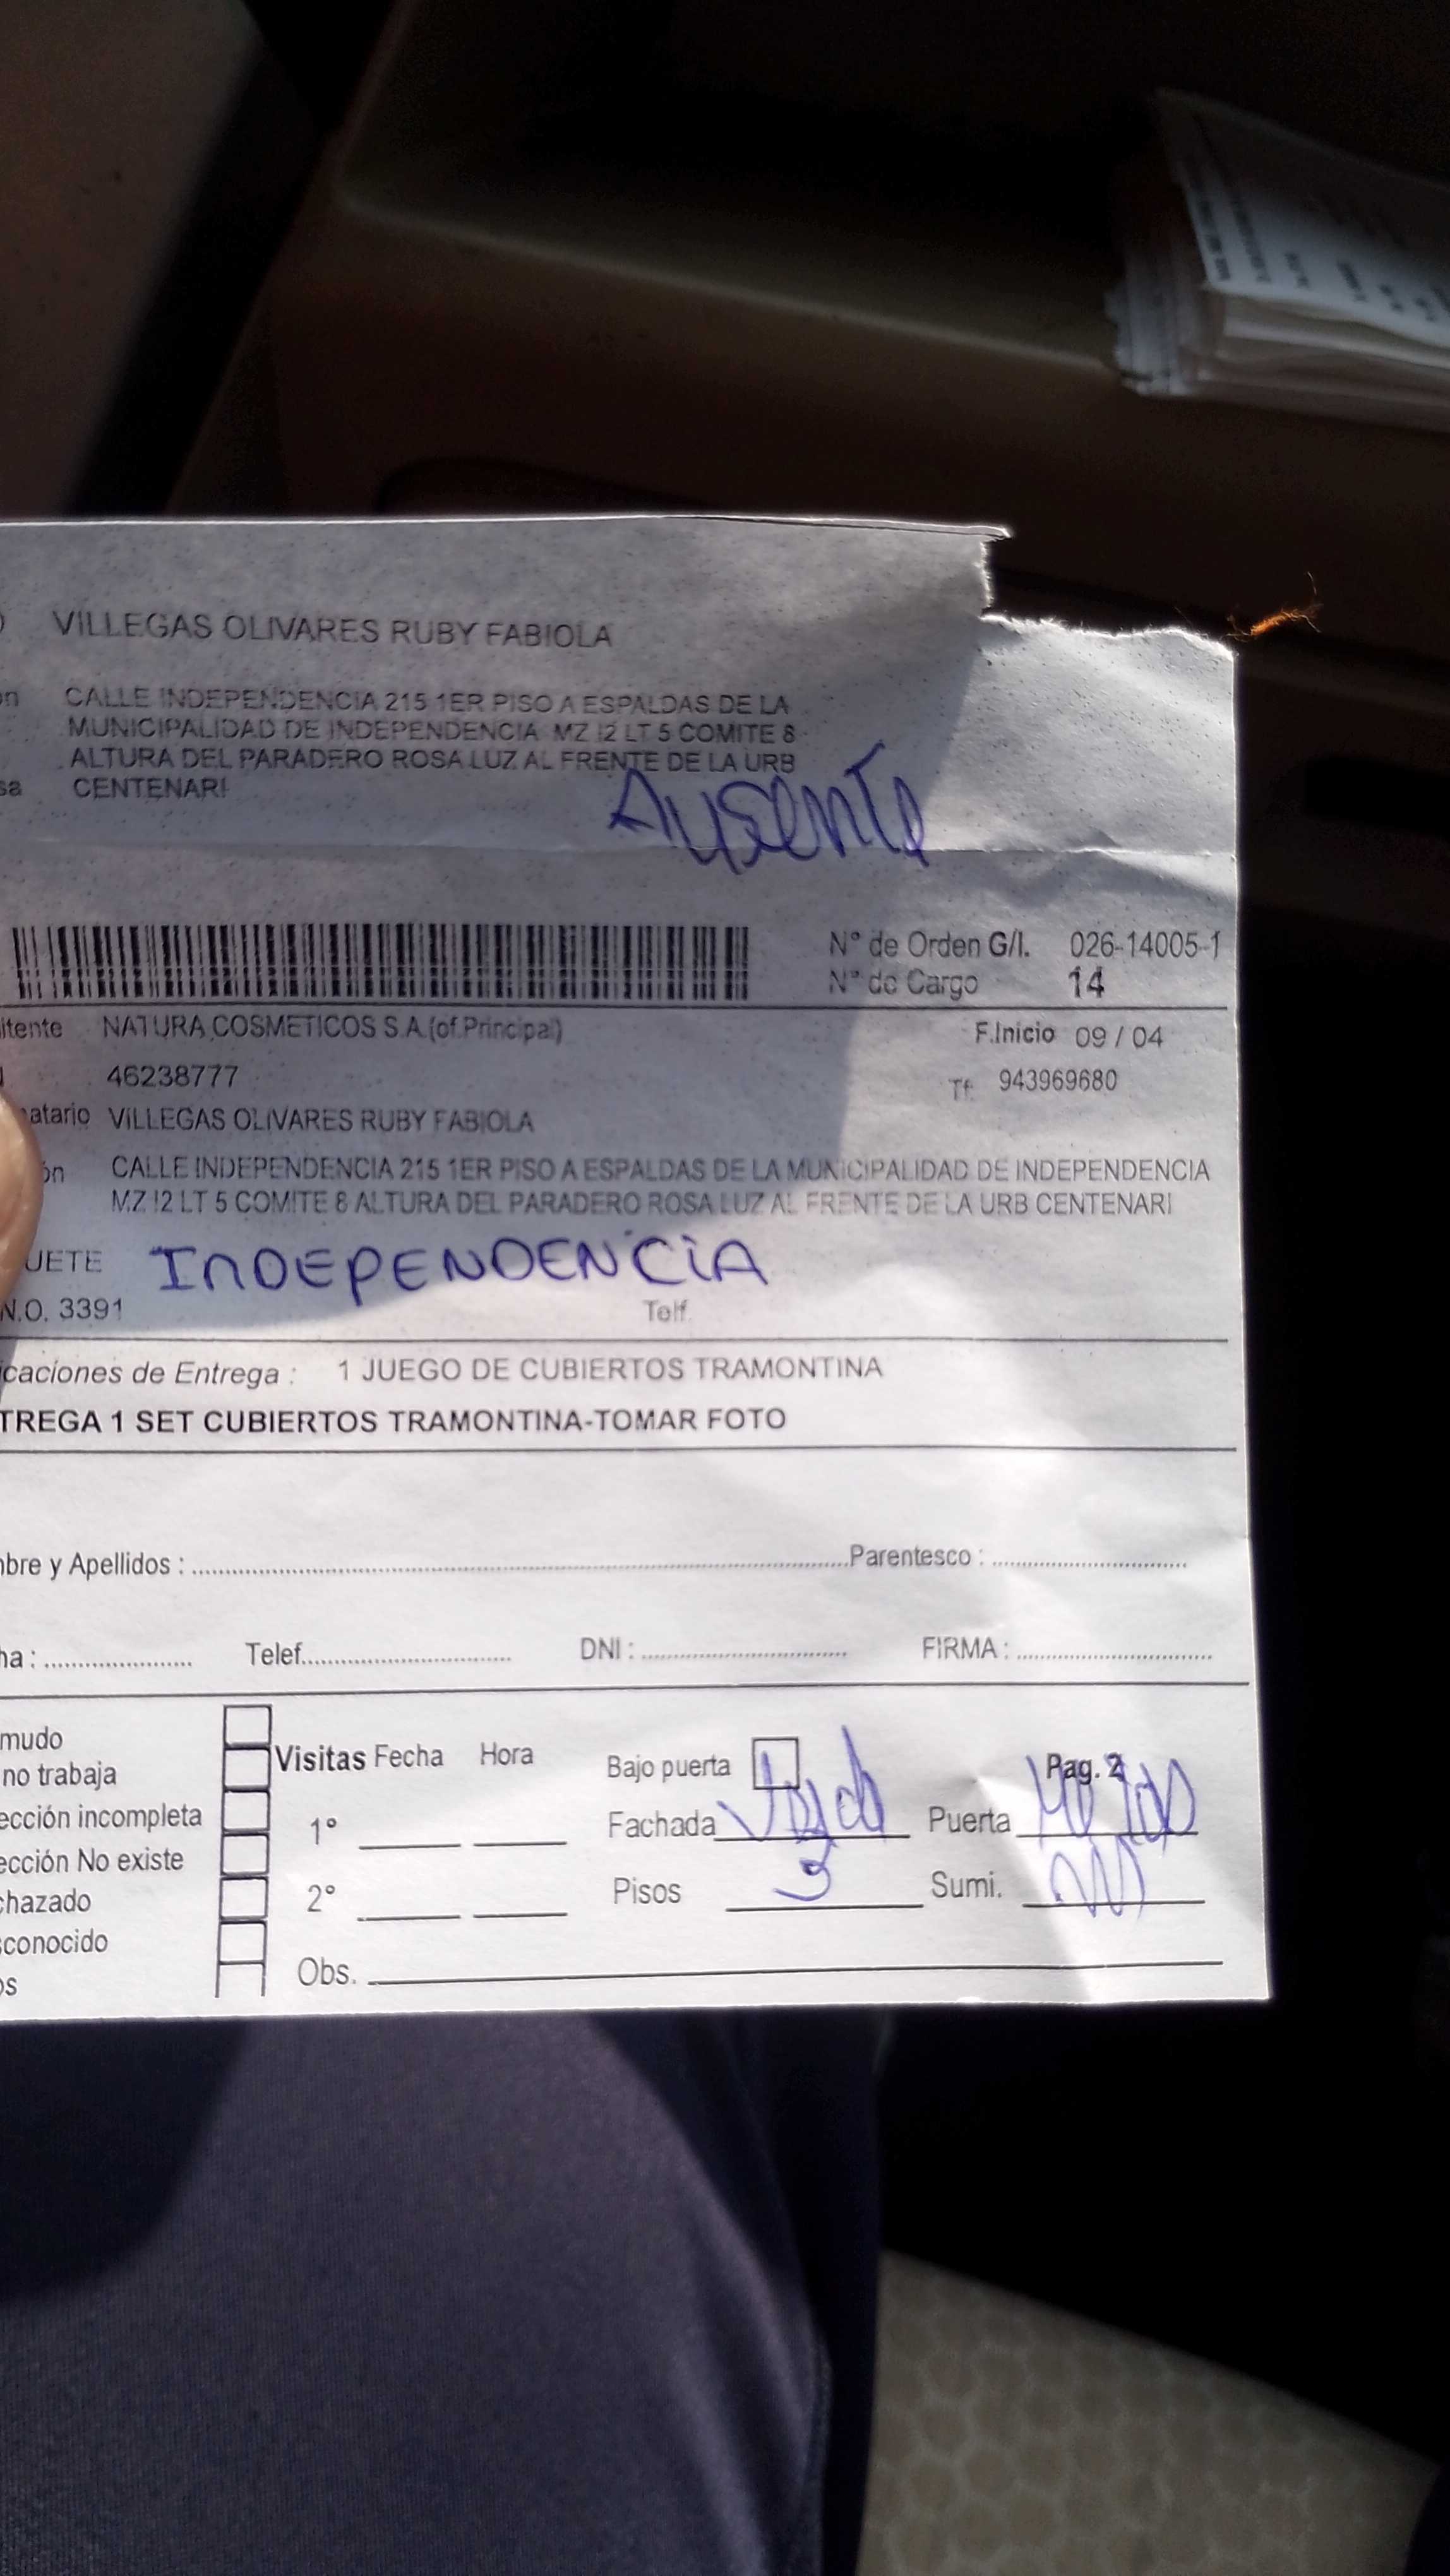 VILLEGAS OLIVARES RUBY FABIOLA
ón CALLE INDEPENDENCIA 215 1ER PISO A ESPALDAS DE LA
MUNICIPALIDAD DE INDEPENDENCIA MZ I2 LT 5 COMITE 8
ALTURA DEL PARADERO ROSA LUZ AL FRENTE DE LA URB
sa CENTENARI
Ausente
N° de Orden G/I. 026-14005-1
N° de Cargo 14
itente NATURA COSMETICOS S.A.(of.Principal)
F.Inicio 09 / 04
46238777
Tf. 943969680
atario VILLEGAS OLIVARES RUBY FABIOLA
ón CALLE INDEPENDENCIA 215 1ER PISO A ESPALDAS DE LA MUNICIPALIDAD DE INDEPENDENCIA
MZ I2 LT 5 COMITE 8 ALTURA DEL PARADERO ROSA LUZ AL FRENTE DE LA URB CENTENARI
UETE INDEPENDENCIA
N.O. 3391 Telf.
caciones de Entrega : 1 JUEGO DE CUBIERTOS TRAMONTINA
TREGA 1 SET CUBIERTOS TRAMONTINA-TOMAR FOTO
bre y Apellidos : Parentesco :
ha : Telef. DNI : FIRMA :
mudo
no trabaja
ección incompleta
ección No existe
chazado
conocido
os
Visitas Fecha Hora
1°
2°
Obs.
Bajo puerta Pag. 2
Fachada Puerta
Pisos 3 Sumi.